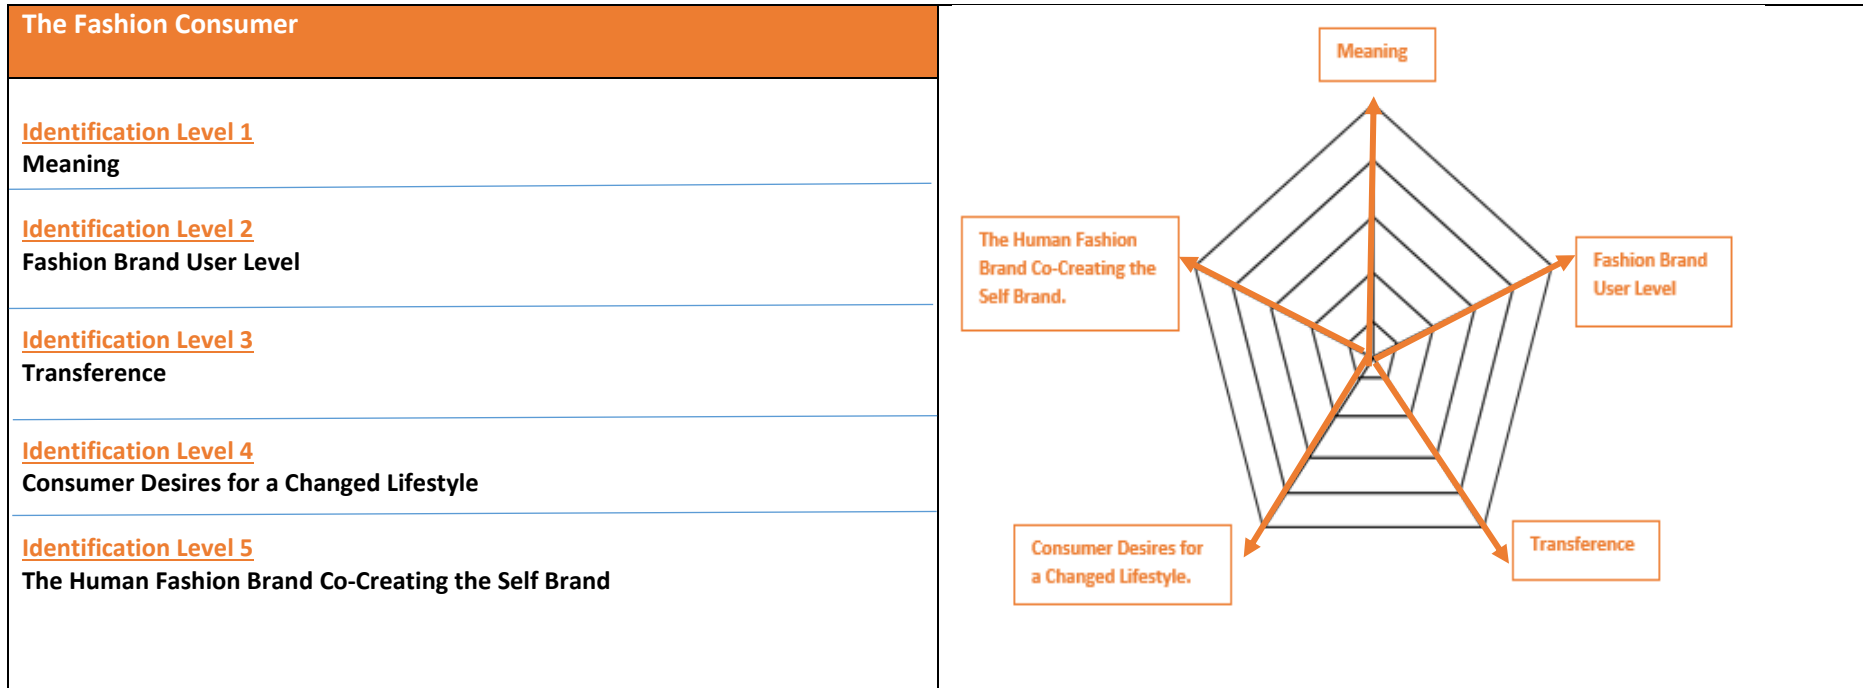 The Fashion Consumer
Identification Level 1
Meaning
Identification Level 2
Fashion Brand User Level
Identification Level 3
Transference
Identification Level 4
Consumer Desires for a Changed Lifestyle
Identification Level 5
The Human Fashion Brand Co-Creating the Self Brand
Meaning
The Human Fashion
Brand Co-Creating the
Self Brand.
Fashion Brand
User Level
Consumer Desires for
a Changed Lifestyle.
Transference